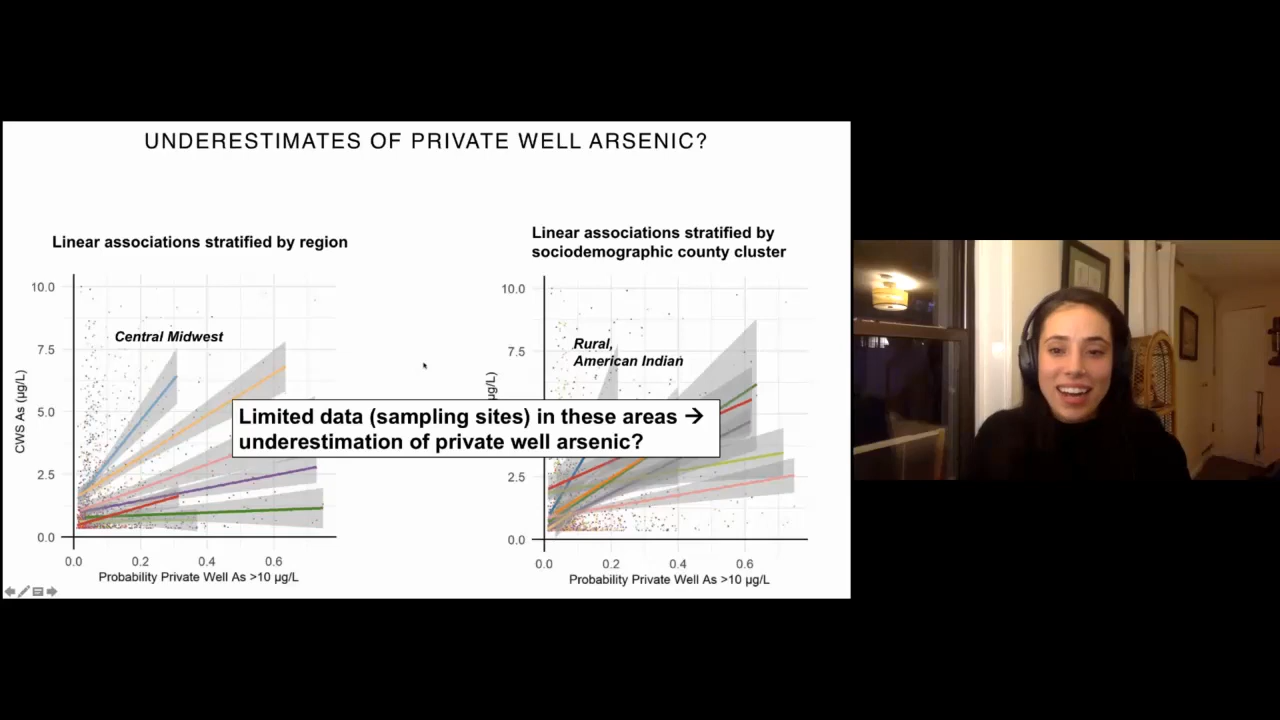 UNDERESTIMATES OF PRIVATE WELL ARSENIC?
Linear associations stratified by region
10.0
7.5
5.0
2.5
0.0
CWS As (µg/L)
Central Midwest
0.0 0.2 0.4 0.6
Probability Private Well As >10 µg/L
Linear associations stratified by
sociodemographic county cluster
10.0
7.5
2.5
0.0
µg/L)
Rural,
American Indian
0.0 0.2 0.4 0.6
Probability Private Well As >10 µg/L
Limited data (sampling sites) in these areas →
underestimation of private well arsenic?